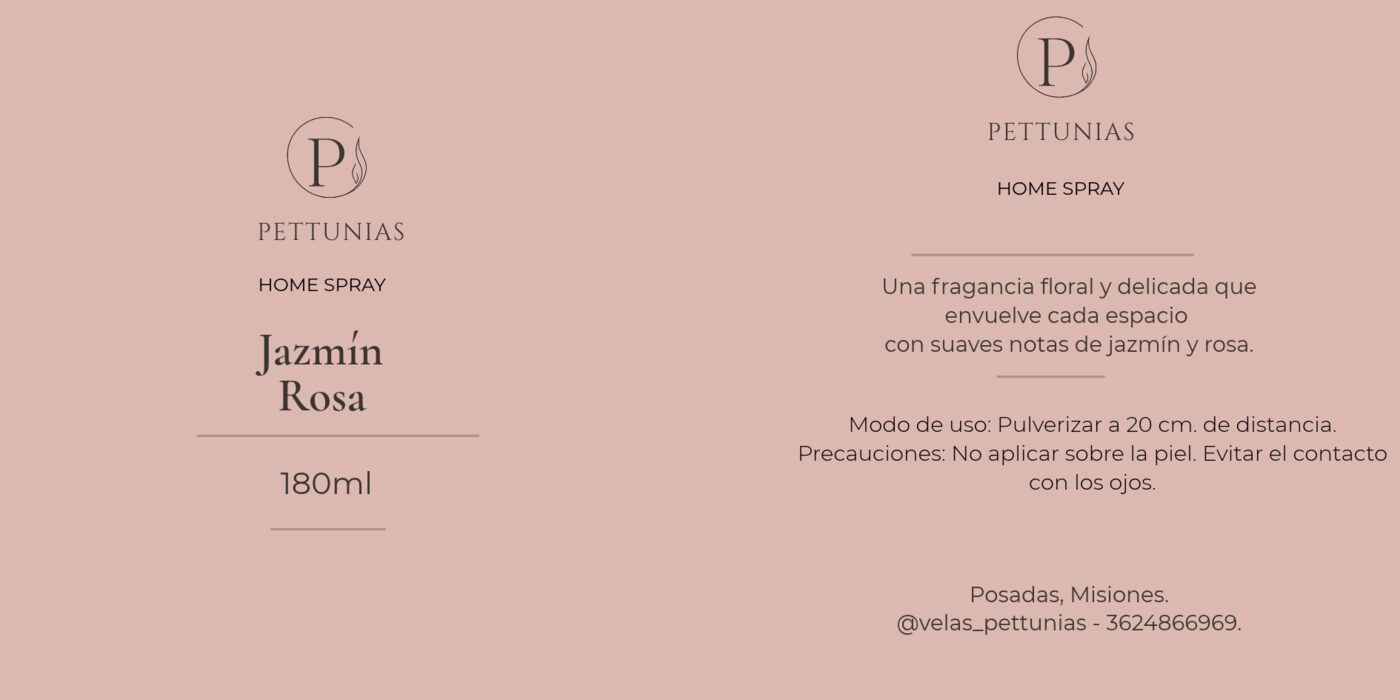 P
PETTUNIAS
HOME SPRAY
Jazmín
Rosa
180ml
P
PETTUNIAS
HOME SPRAY
Una fragancia floral y delicada que
envuelve cada espacio
con suaves notas de jazmín y rosa.
Modo de uso: Pulverizar a 20 cm. de distancia.
Precauciones: No aplicar sobre la piel. Evitar el contacto
con los ojos.
Posadas, Misiones.
@velas_pettunias - 3624866969.